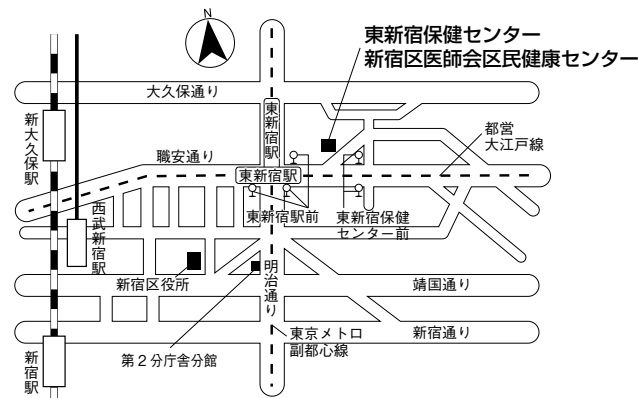 N
東新宿保健センター
新宿区医師会区民健康センター
大久保通り
新大久保駅
東新宿駅
職安通り
都営
大江戸線
東新宿駅
西武新宿駅
東新宿駅前
東新宿保健
センター前
新宿区役所
明治通り
靖国通り
新宿駅
第２分庁舎分館
東京メトロ
副都心線
新宿通り